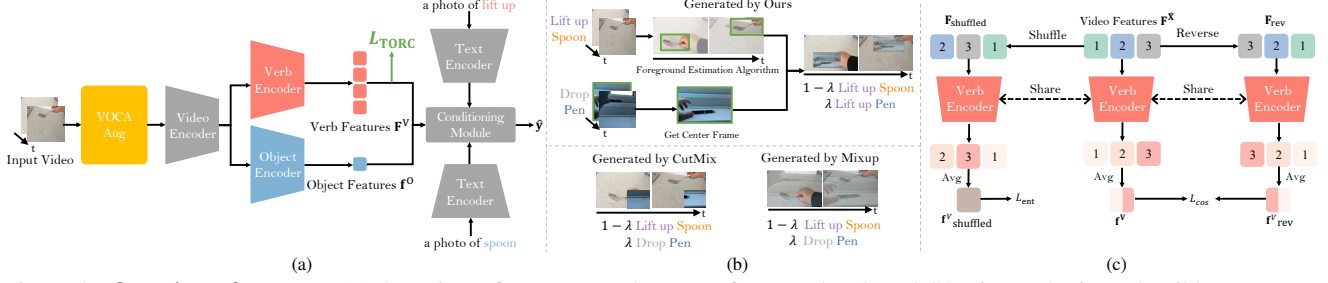 a photo of lift up
Text
Encoder
L_TORC
Verb
Encoder
Verb Features F^V
VOCA
Aug
Video
Encoder
t
Input Video
Conditioning
Module
ŷ
Object
Encoder
Object Features f^O
Text
Encoder
a photo of spoon
(a)
Generated by Ours
Lift up
Spoon
t
Foreground Estimation Algorithm
Drop
Pen
t
Get Center Frame
t
1 − λ Lift up Spoon
λ Lift up Pen
Generated by CutMix
t
1 − λ Lift up Spoon
λ Drop Pen
Generated by Mixup
t
1 − λ Lift up Spoon
λ Drop Pen
(b)
F_shuffled
Video Features F^X̄
F_rev
2 3 1
Shuffle
1 2 3
Reverse
3 2 1
Verb
Encoder
Share
Verb
Encoder
Share
Verb
Encoder
2 3 1
1 2 3
3 2 1
Avg
Avg
Avg
L_ent
L_cos
f^V_shuffled
f^V
f^V_rev
(c)